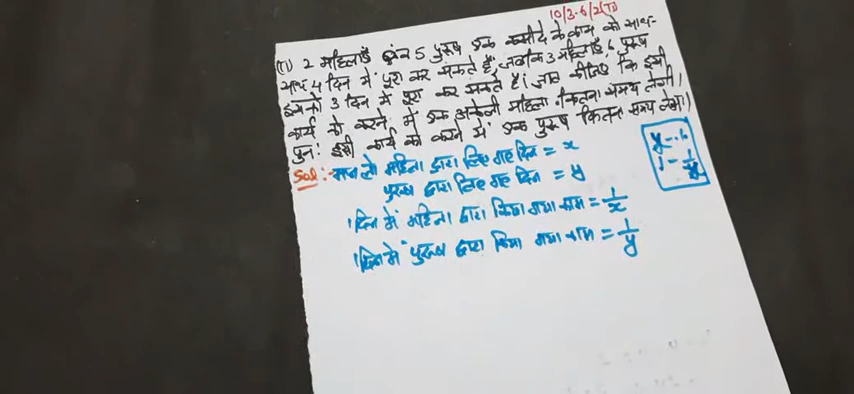 10/3.6/2(ii)
(ii) 2 महिलाएँ एवं 5 पुरुष एक कसीदे के काम को साथ-
साथ 4 दिन में पूरा कर सकते हैं, जबकि 3 महिलाएँ 6 पुरुष
इसको 3 दिन में पूरा कर सकते हैं। ज्ञात कीजिए कि इसी
कार्य को करने में एक अकेली महिला कितना समय लेगी।
पुनः इसी कार्य को करने में एक पुरुष कितना समय लेगा।
Sol:- मान लो महिला द्वारा लिए गए दिन = x
पुरुष द्वारा लिए गए दिन = y
1 दिन में महिला द्वारा किया गया काम = 1/x
1 दिन में पुरुष द्वारा किया गया काम = 1/y